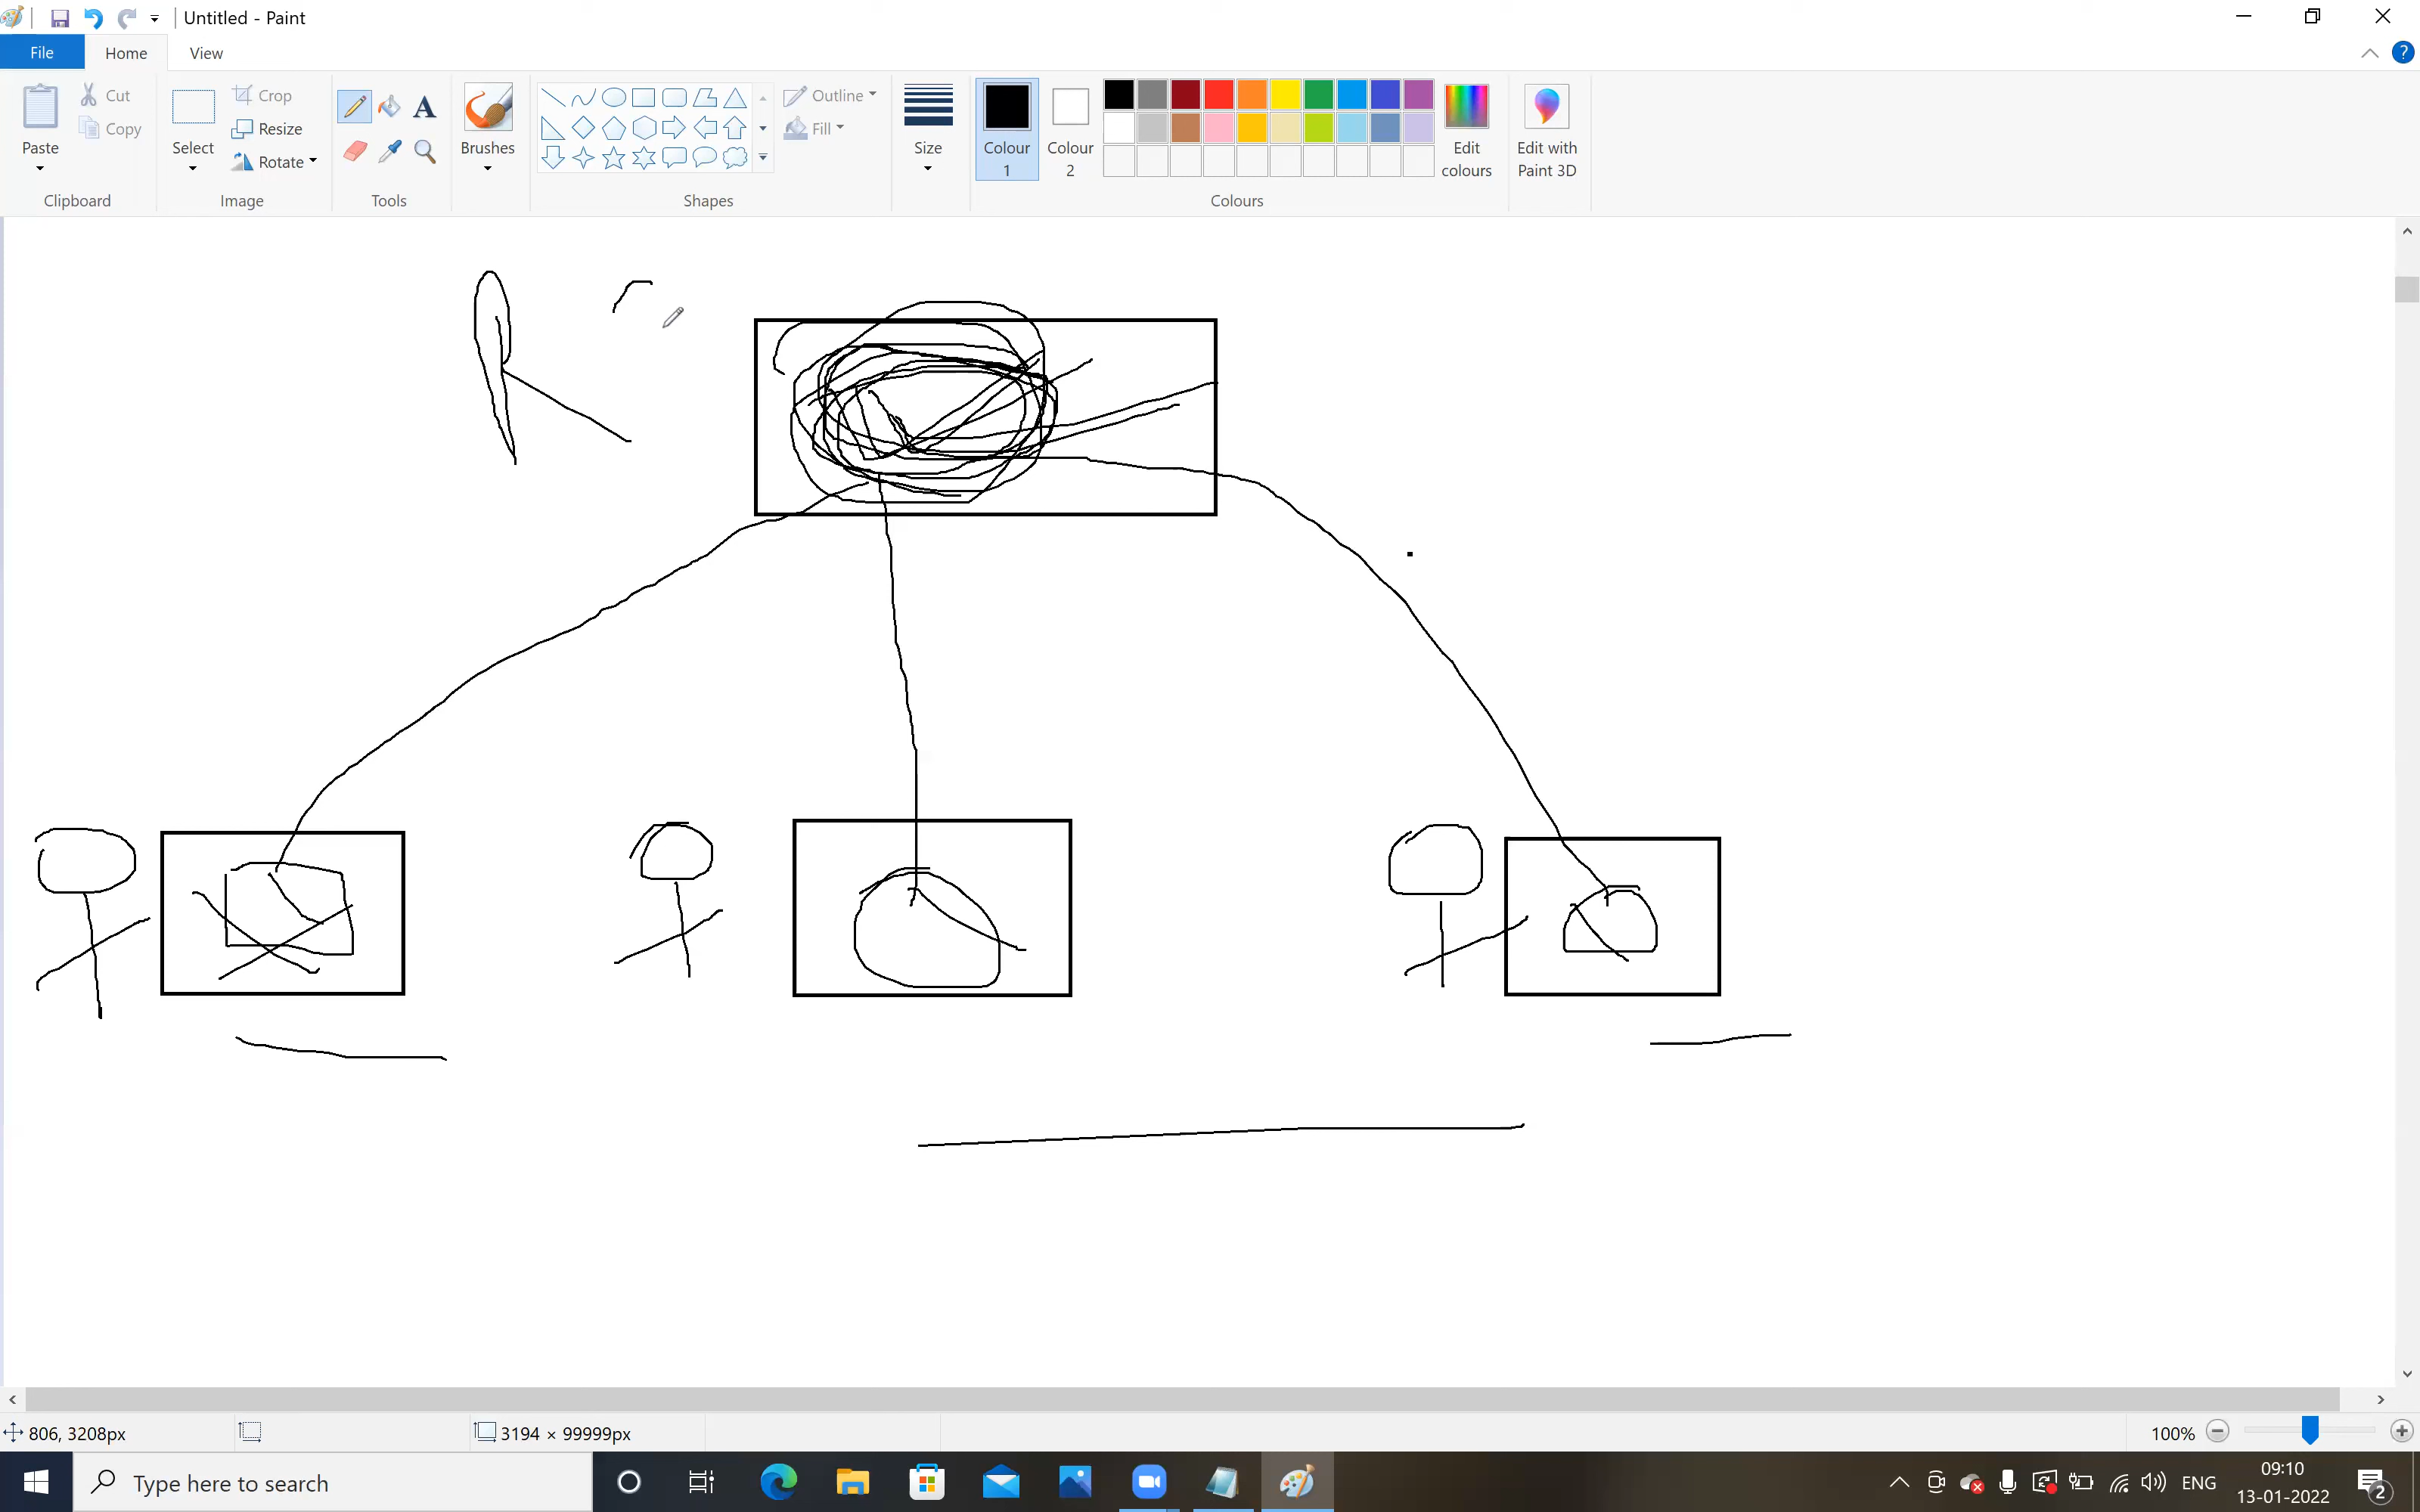 Untitled - Paint
File Home View
Paste
Cut
Copy
Clipboard
Select
Crop
Resize
Rotate
Image
Tools
Brushes
Shapes
Outline
Fill
Size
Colour 1
Colour 2
Edit colours
Edit with Paint 3D
Colours
806, 3208px
3194 × 99999px
100%
Type here to search
ENG
09:10
13-01-2022
2